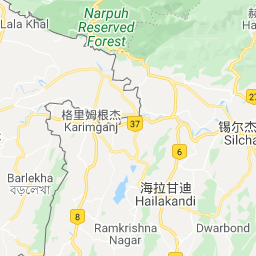 Narpuh
Reserved
Forest
赫
Ha
Lala Khal
27
格里姆根杰
Karimganj
37
锡尔杰
Silcha
6
Barlekha
বড়লেখা
海拉甘迪
Hailakandi
8
Ramkrishna
Nagar
Dwarbond